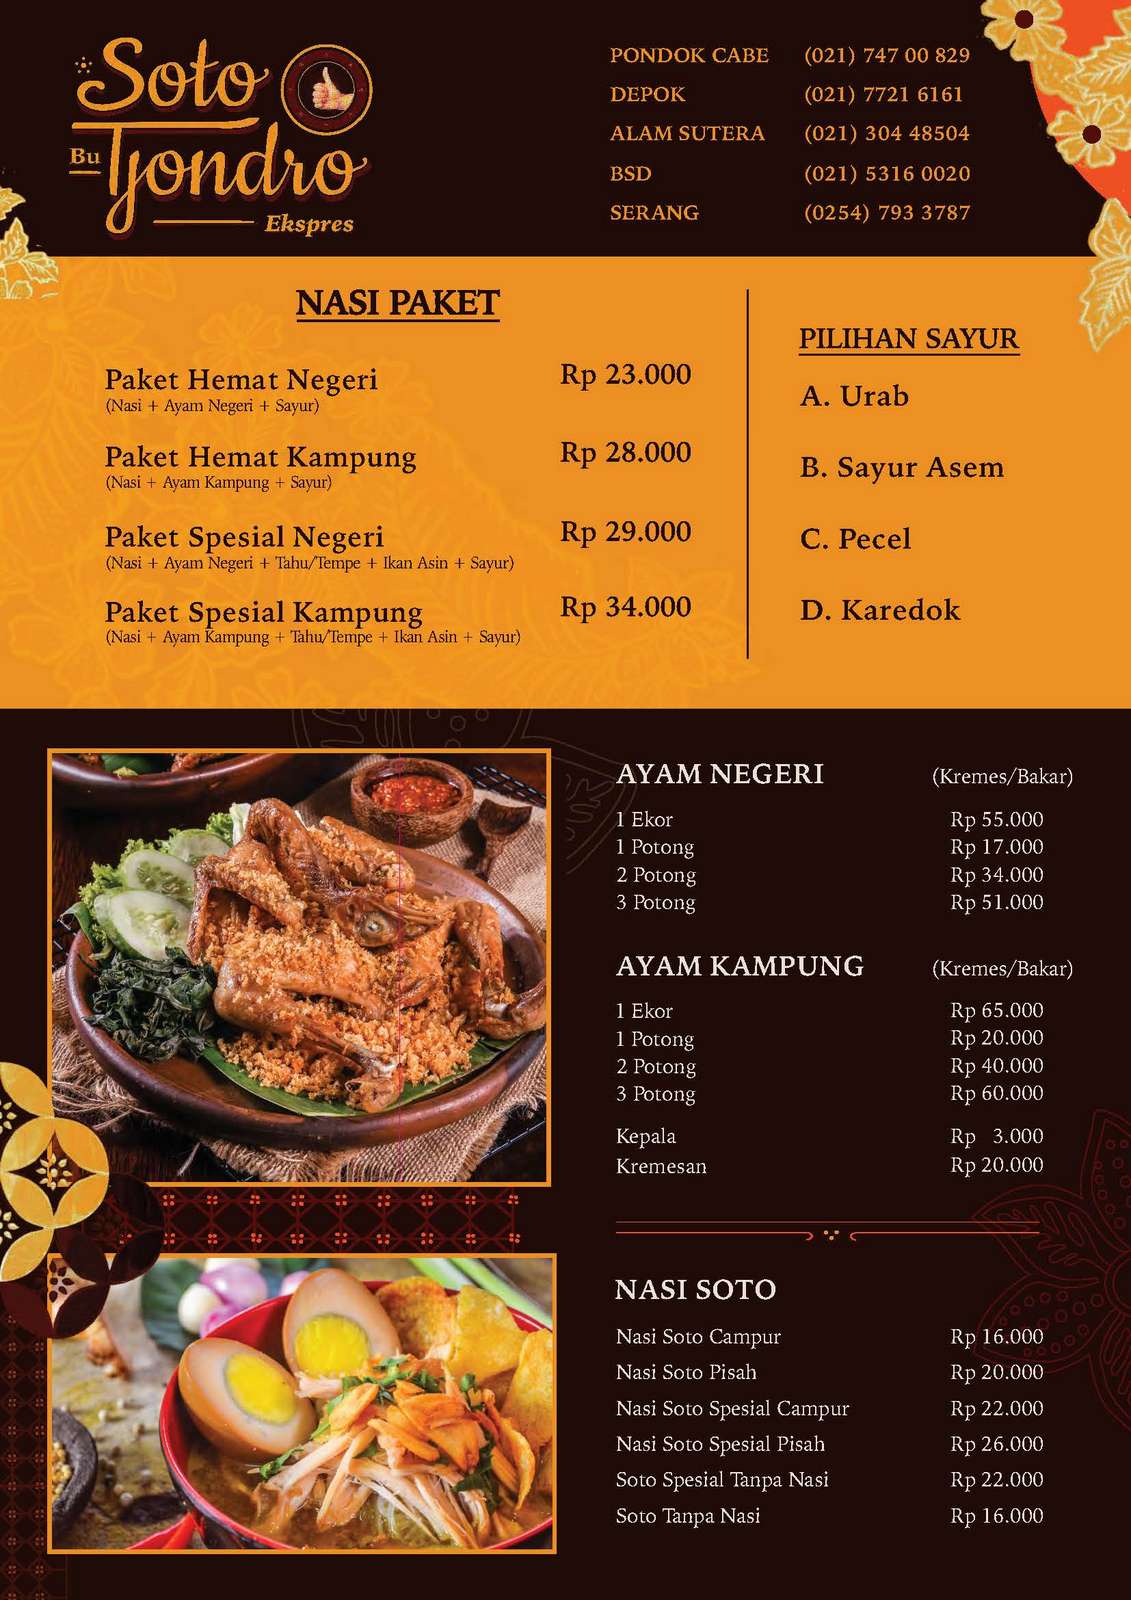 Soto
Bu Tjondro
Ekspres
PONDOK CABE (021) 747 00 829
DEPOK (021) 7721 6161
ALAM SUTERA (021) 304 48504
BSD (021) 5316 0020
SERANG (0254) 793 3787
NASI PAKET
Paket Hemat Negeri Rp 23.000
(Nasi + Ayam Negeri + Sayur)
Paket Hemat Kampung Rp 28.000
(Nasi + Ayam Kampung + Sayur)
Paket Spesial Negeri Rp 29.000
(Nasi + Ayam Negeri + Tahu/Tempe + Ikan Asin + Sayur)
Paket Spesial Kampung Rp 34.000
(Nasi + Ayam Kampung + Tahu/Tempe + Ikan Asin + Sayur)
PILIHAN SAYUR
A. Urab
B. Sayur Asem
C. Pecel
D. Karedok
AYAM NEGERI (Kremes/Bakar)
1 Ekor Rp 55.000
1 Potong Rp 17.000
2 Potong Rp 34.000
3 Potong Rp 51.000
AYAM KAMPUNG (Kremes/Bakar)
1 Ekor Rp 65.000
1 Potong Rp 20.000
2 Potong Rp 40.000
3 Potong Rp 60.000
Kepala Rp 3.000
Kremesan Rp 20.000
NASI SOTO
Nasi Soto Campur Rp 16.000
Nasi Soto Pisah Rp 20.000
Nasi Soto Spesial Campur Rp 22.000
Nasi Soto Spesial Pisah Rp 26.000
Soto Spesial Tanpa Nasi Rp 22.000
Soto Tanpa Nasi Rp 16.000